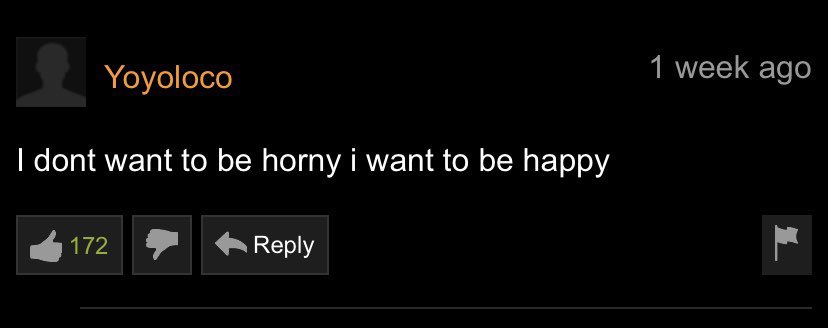 Yoyoloco
1 week ago
I dont want to be horny i want to be happy
172
Reply